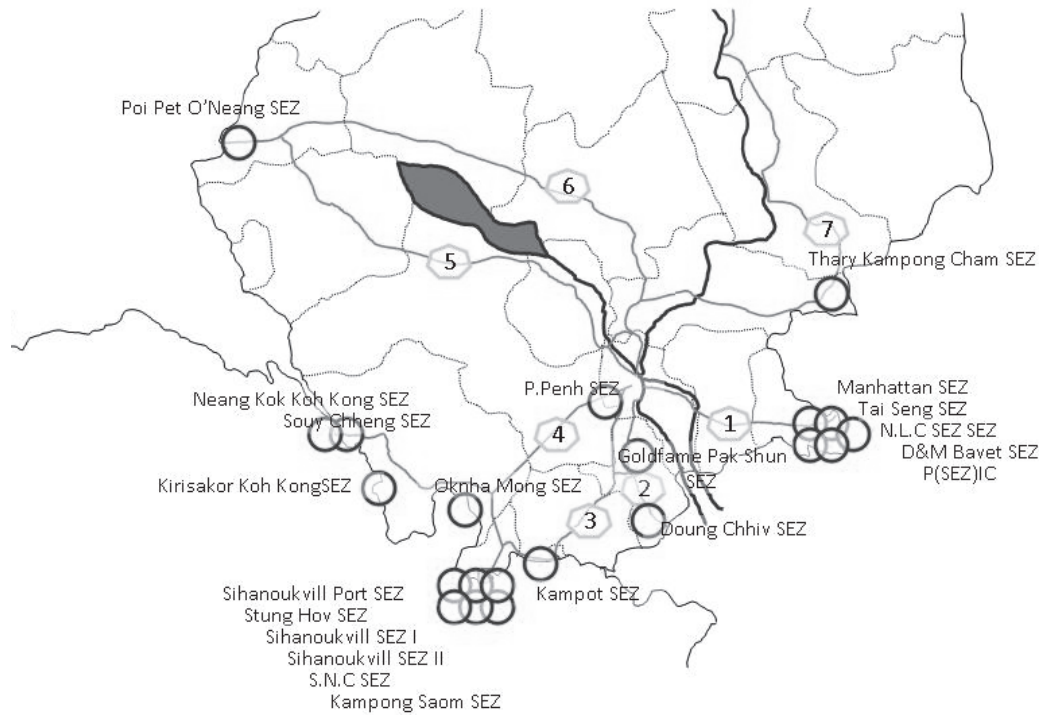 Poi Pet O'Neang SEZ
6
7
5
Thary Kampong Cham SEZ
P.Penh SEZ
Manhattan SEZ
Neang Kok Koh Kong SEZ
Tai Seng SEZ
Souy Chheng SEZ
1
N.L.C SEZ SEZ
4
D&M Bavet SEZ
Goldfame Pak Shun
SEZ
P(SEZ)IC
Kirisakor Koh KongSEZ
Oknha Mong SEZ
2
3
Doung Chhiv SEZ
Sihanoukvill Port SEZ
Kampot SEZ
Stung Hov SEZ
Sihanoukvill SEZ I
Sihanoukvill SEZ II
S.N.C SEZ
Kampong Saom SEZ